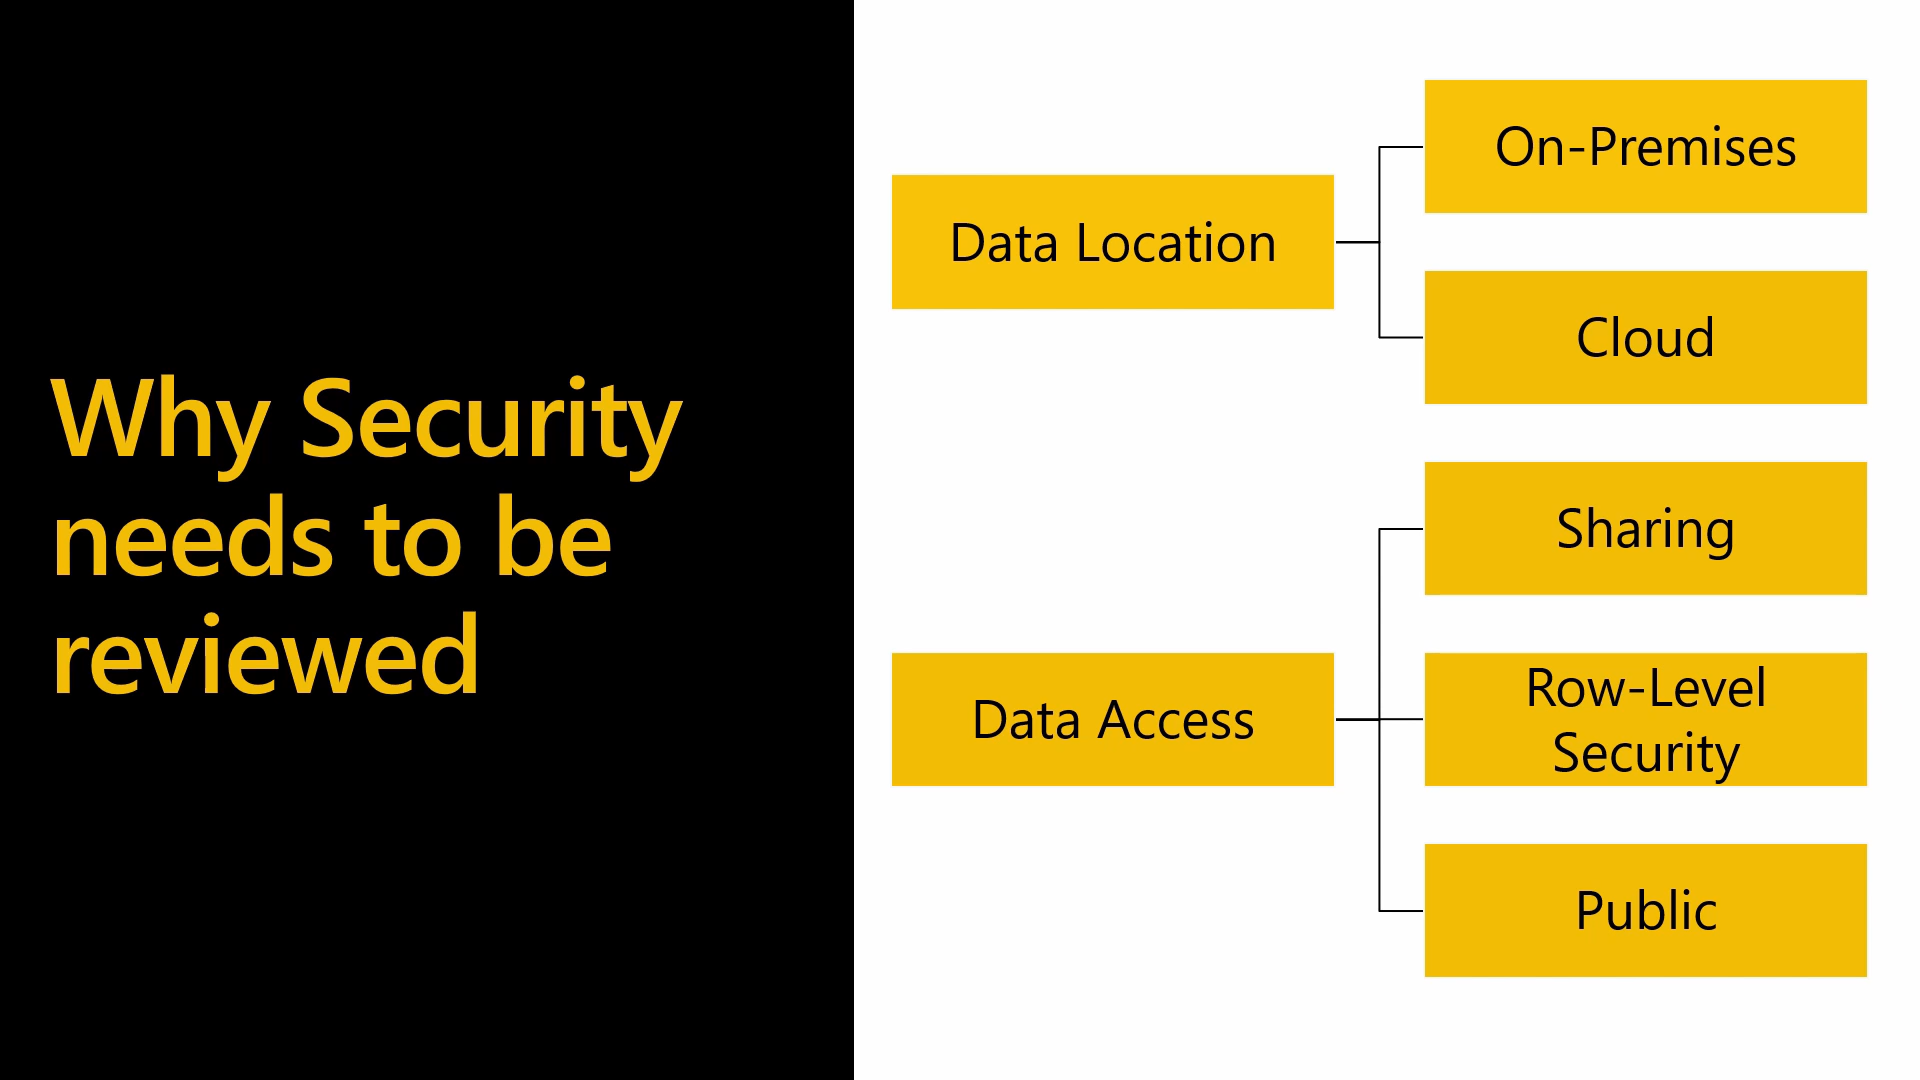 Why Security
needs to be
reviewed
Data Location
On-Premises
Cloud
Data Access
Sharing
Row-Level
Security
Public